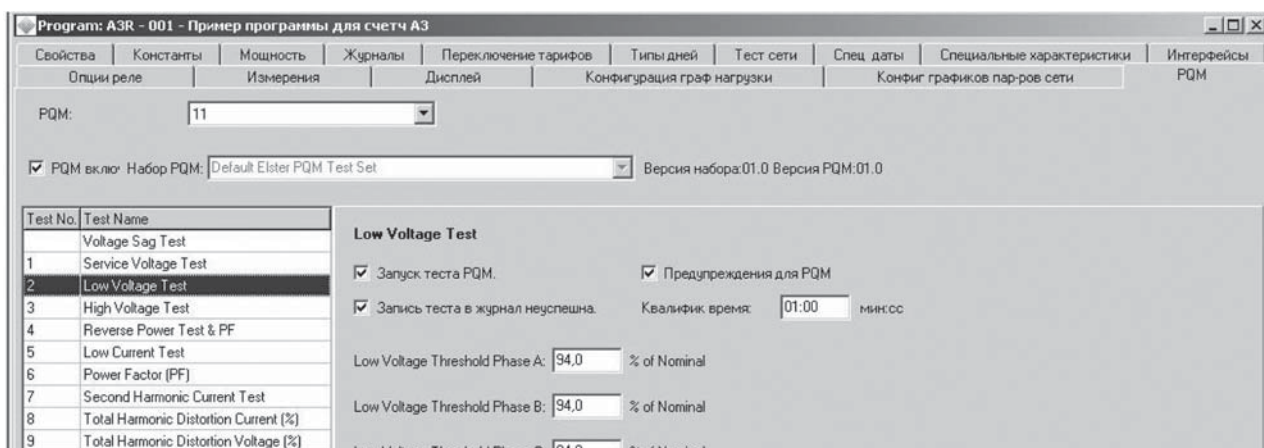 Program: A3R - 001 - Пример программы для счетч А3
Свойства Константы Мощность Журналы Переключение тарифов Типы дней Тест сети Спец. даты Специальные характеристики Интерфейсы
Опции реле Измерения Дисплей Конфигурация граф нагрузки Конфиг графиков пар-ров сети PQM
PQM: 11
PQM вклю Набор PQM: Default Elster PQM Test Set Версия набора:01.0 Версия PQM:01.0
Test No. Test Name
Voltage Sag Test
1 Service Voltage Test
2 Low Voltage Test
3 High Voltage Test
4 Reverse Power Test & PF
5 Low Current Test
6 Power Factor (PF)
7 Second Harmonic Current Test
8 Total Harmonic Distortion Current (%)
9 Total Harmonic Distortion Voltage (%)
Low Voltage Test
Запуск теста PQM. Предупреждения для PQM
Запись теста в журнал неуспешна. Квалифик время: 01:00 мин:сс
Low Voltage Threshold Phase A: 94,0 % of Nominal
Low Voltage Threshold Phase B: 94,0 % of Nominal